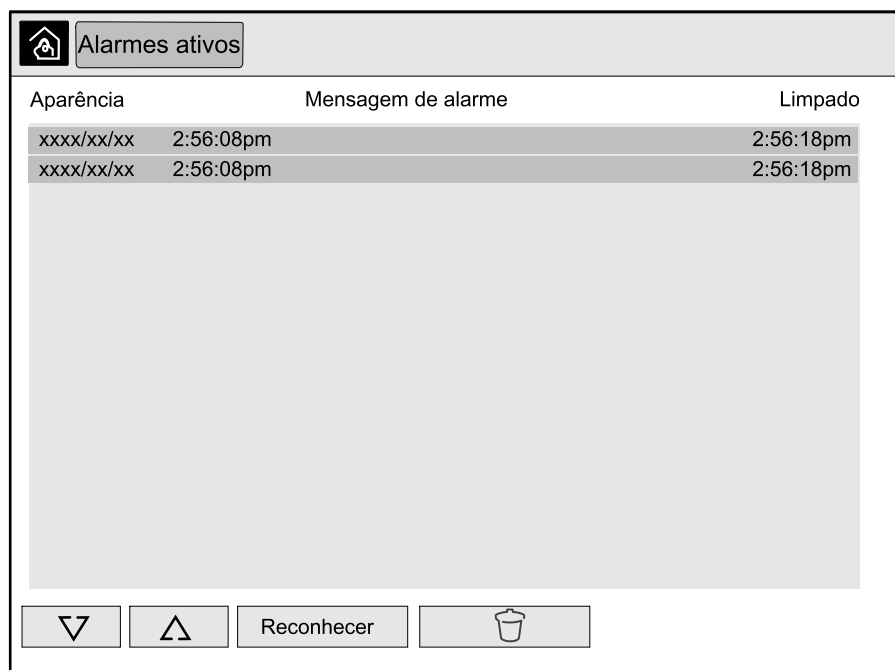 Alarmes ativos
Aparência Mensagem de alarme Limpado
xxxx/xx/xx 2:56:08pm 2:56:18pm
xxxx/xx/xx 2:56:08pm 2:56:18pm
Reconhecer